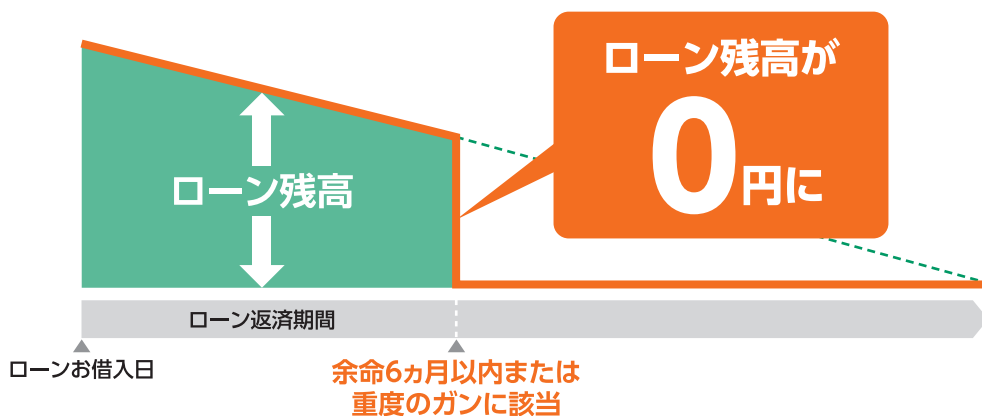 ローン残高が
0円に
ローン残高
ローン返済期間
ローンお借入日
余命6ヵ月以内または
重度のガンに該当